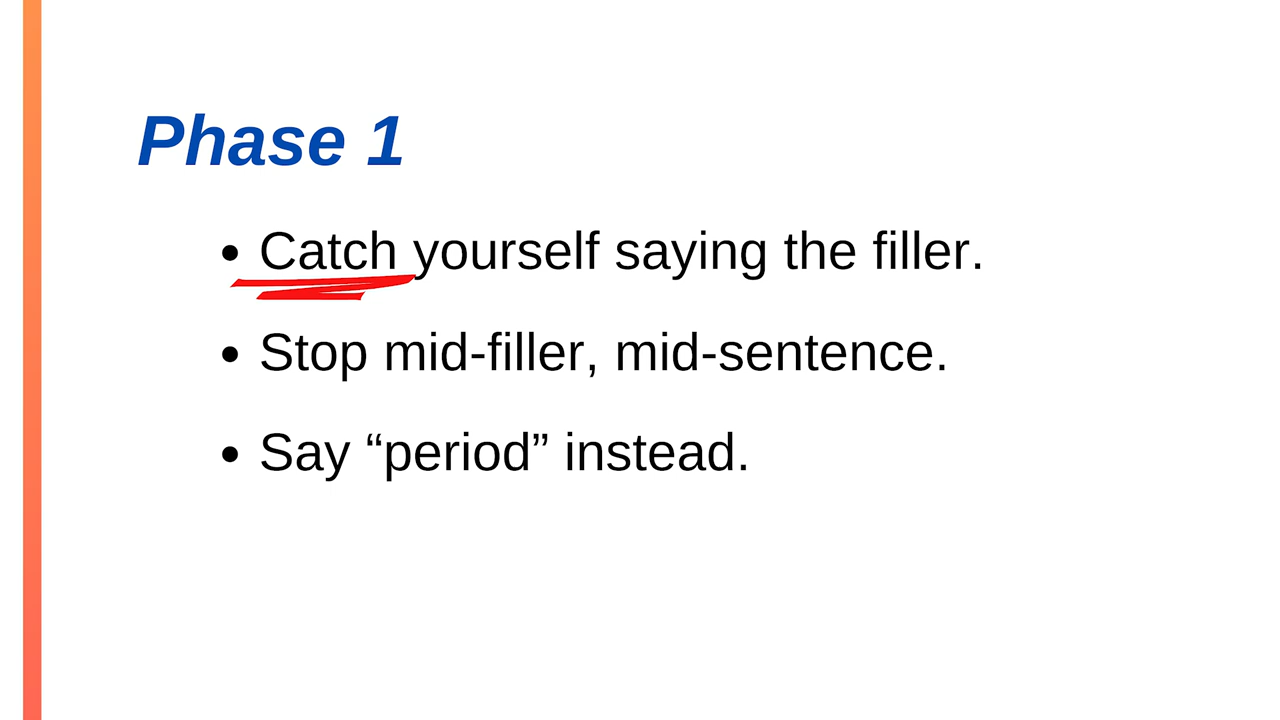 Phase 1
• Catch yourself saying the filler.
• Stop mid-filler, mid-sentence.
• Say “period” instead.